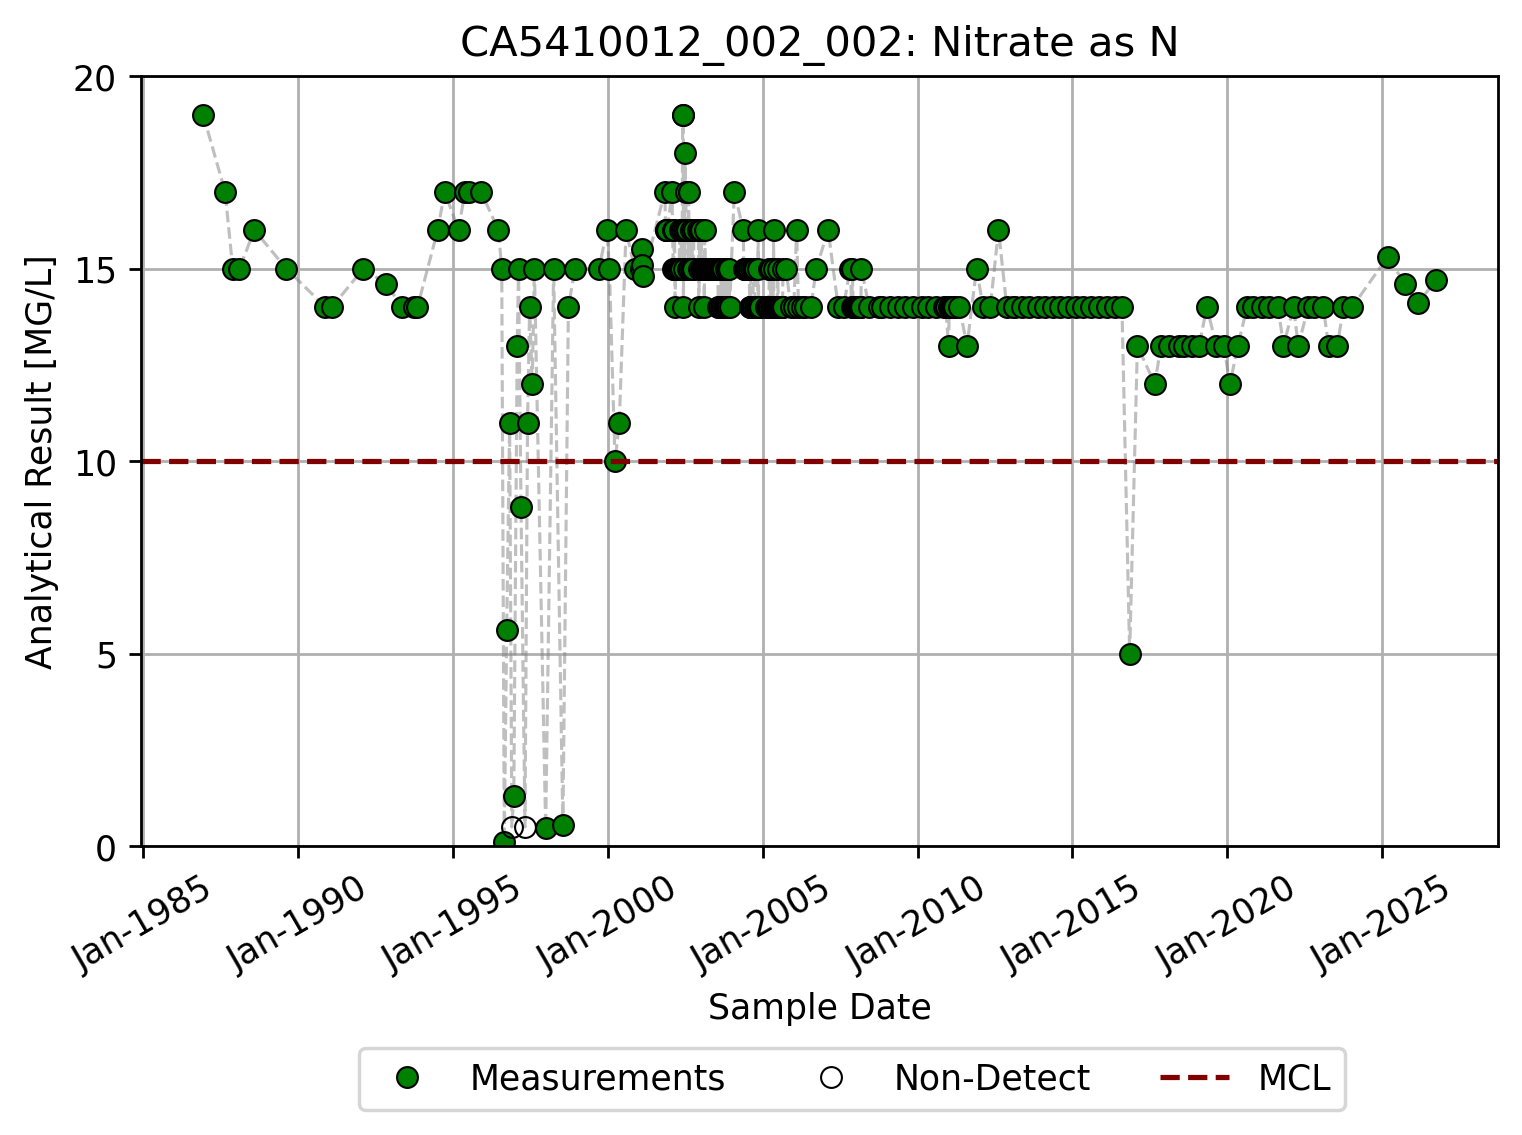 CA5410012_002_002: Nitrate as N
Analytical Result [MG/L]
20
15
10
5
0
Jan-1985
Jan-1990
Jan-1995
Jan-2000
Jan-2005
Jan-2010
Jan-2015
Jan-2020
Jan-2025
Sample Date
Measurements
Non-Detect
MCL